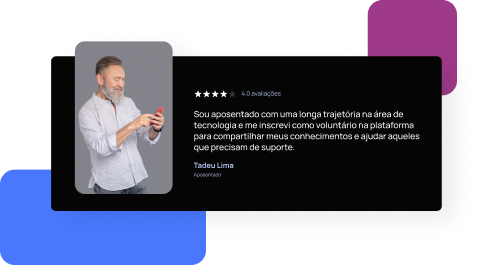 4.0 avaliações
Sou aposentado com uma longa trajetória na área de
tecnologia e me inscrevi como voluntário na plataforma
para compartilhar meus conhecimentos e ajudar aqueles
que precisam de suporte.
Tadeu Lima
Aposentado